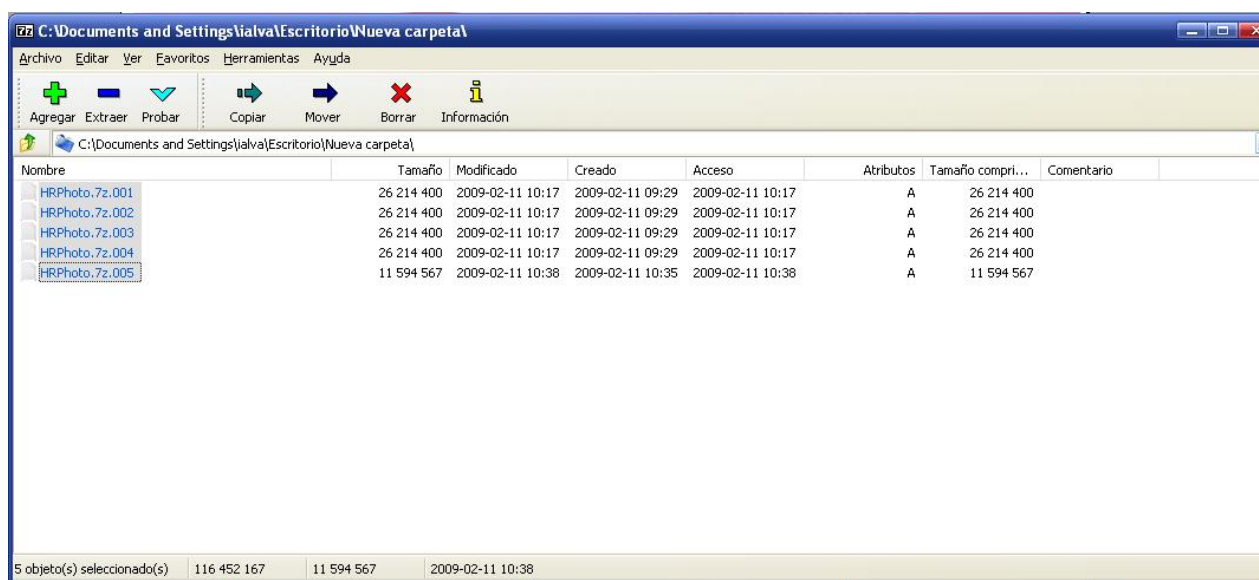 7z C:\Documents and Settings\ialva\Escritorio\Nueva carpeta\
Archivo Editar Ver Favoritos Herramientas Ayuda
Agregar Extraer Probar Copiar Mover Borrar Información
C:\Documents and Settings\ialva\Escritorio\Nueva carpeta\
Nombre Tamaño Modificado Creado Acceso Atributos Tamaño compri... Comentario
HRPhoto.7z.001 26 214 400 2009-02-11 10:17 2009-02-11 09:29 2009-02-11 10:17 A 26 214 400
HRPhoto.7z.002 26 214 400 2009-02-11 10:17 2009-02-11 09:29 2009-02-11 10:17 A 26 214 400
HRPhoto.7z.003 26 214 400 2009-02-11 10:17 2009-02-11 09:29 2009-02-11 10:17 A 26 214 400
HRPhoto.7z.004 26 214 400 2009-02-11 10:17 2009-02-11 09:29 2009-02-11 10:17 A 26 214 400
HRPhoto.7z.005 11 594 567 2009-02-11 10:38 2009-02-11 10:35 2009-02-11 10:38 A 11 594 567
5 objeto(s) seleccionado(s) 116 452 167 11 594 567 2009-02-11 10:38